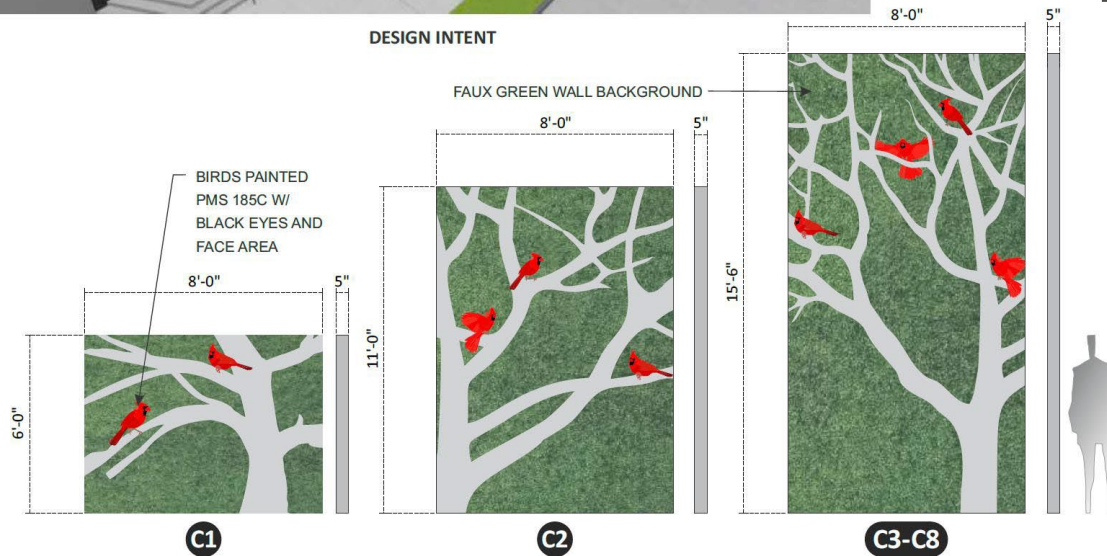 DESIGN INTENT
8'-0"
5"
FAUX GREEN WALL BACKGROUND
8'-0"
5"
BIRDS PAINTED
PMS 185C W/
BLACK EYES AND
FACE AREA
8'-0"
5"
15'-6"
11'-0"
6'-0"
C1
C2
C3-C8